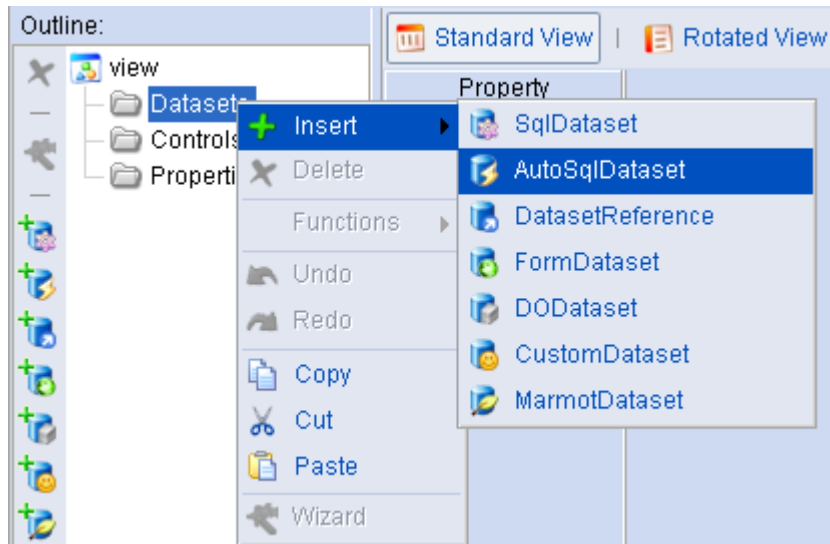 Outline:
view
Datasets
Controls
Properti
Standard View | Rotated View
Property
Insert
Delete
Functions
Undo
Redo
Copy
Cut
Paste
Wizard
SqlDataset
AutoSqlDataset
DatasetReference
FormDataset
DODataset
CustomDataset
MarmotDataset